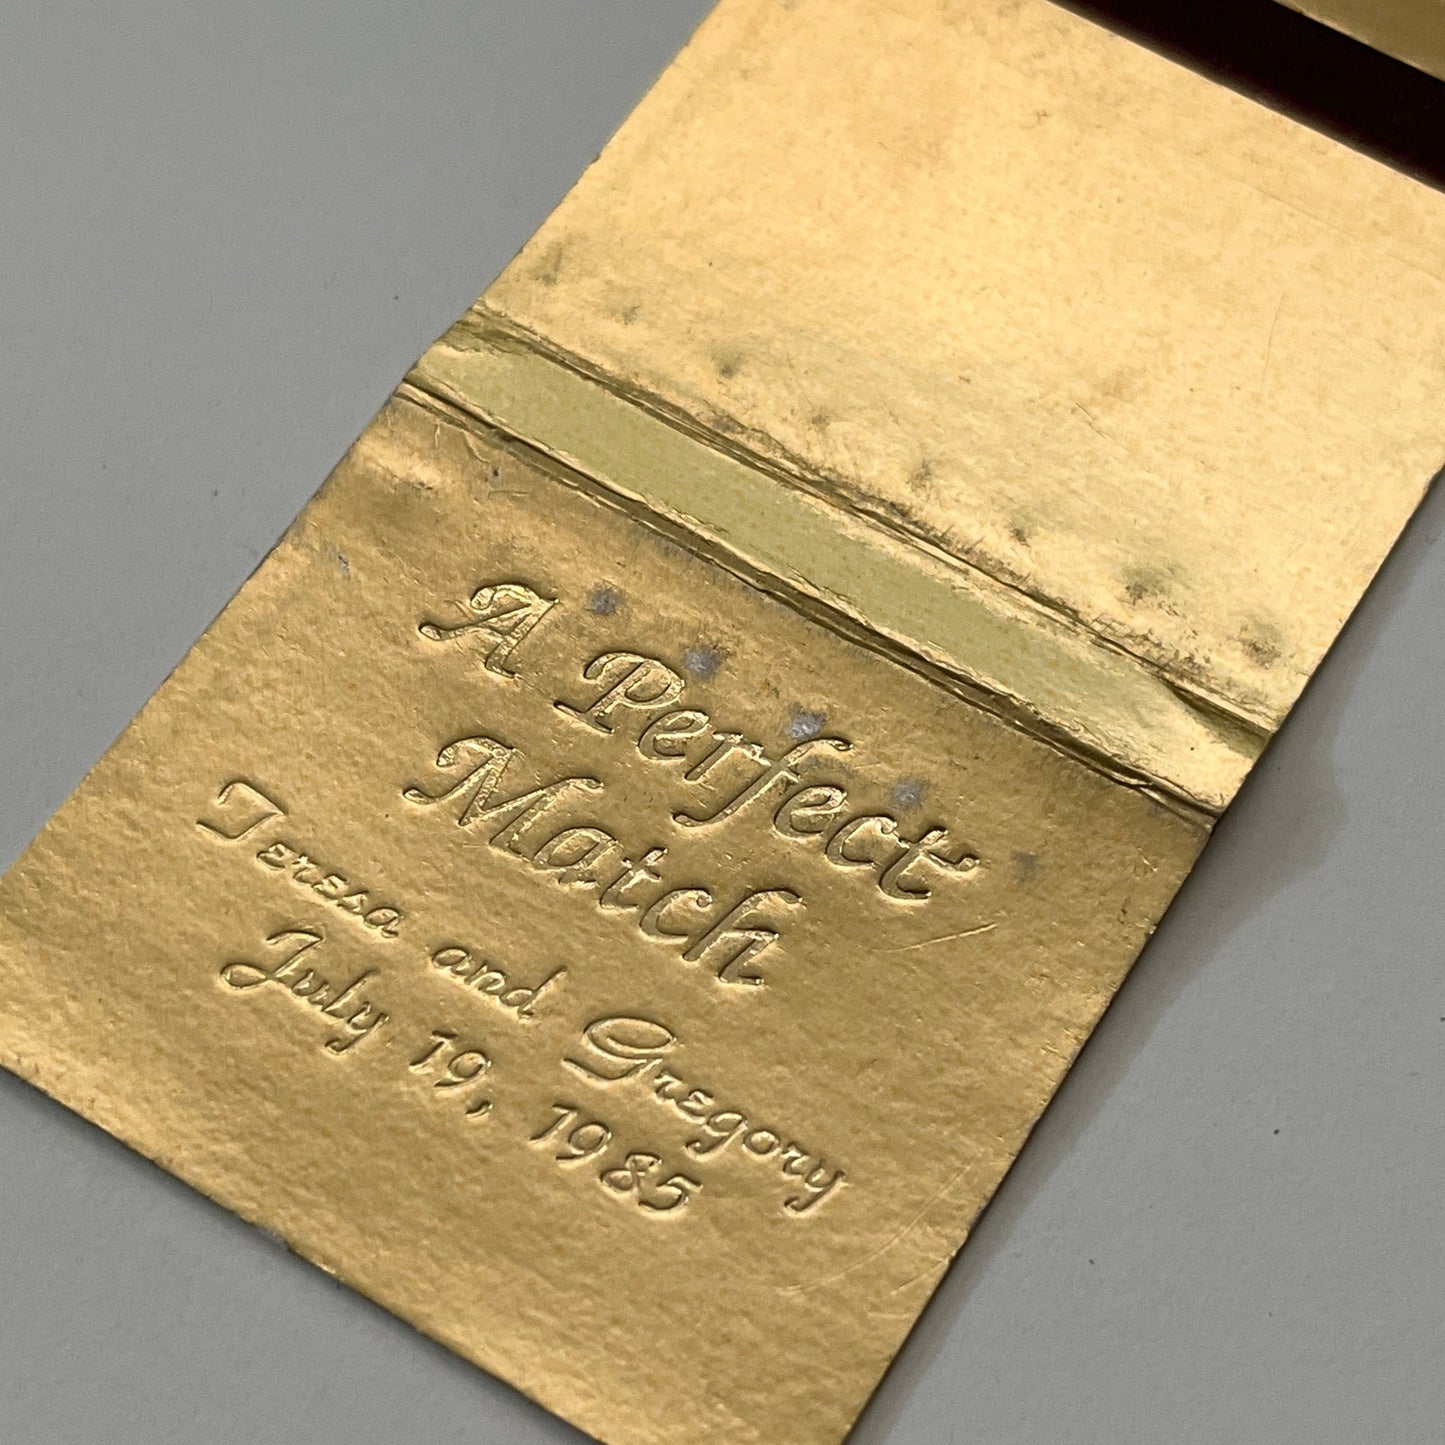 A Perfect
Match
Teresa and Gregory
July 19, 1985